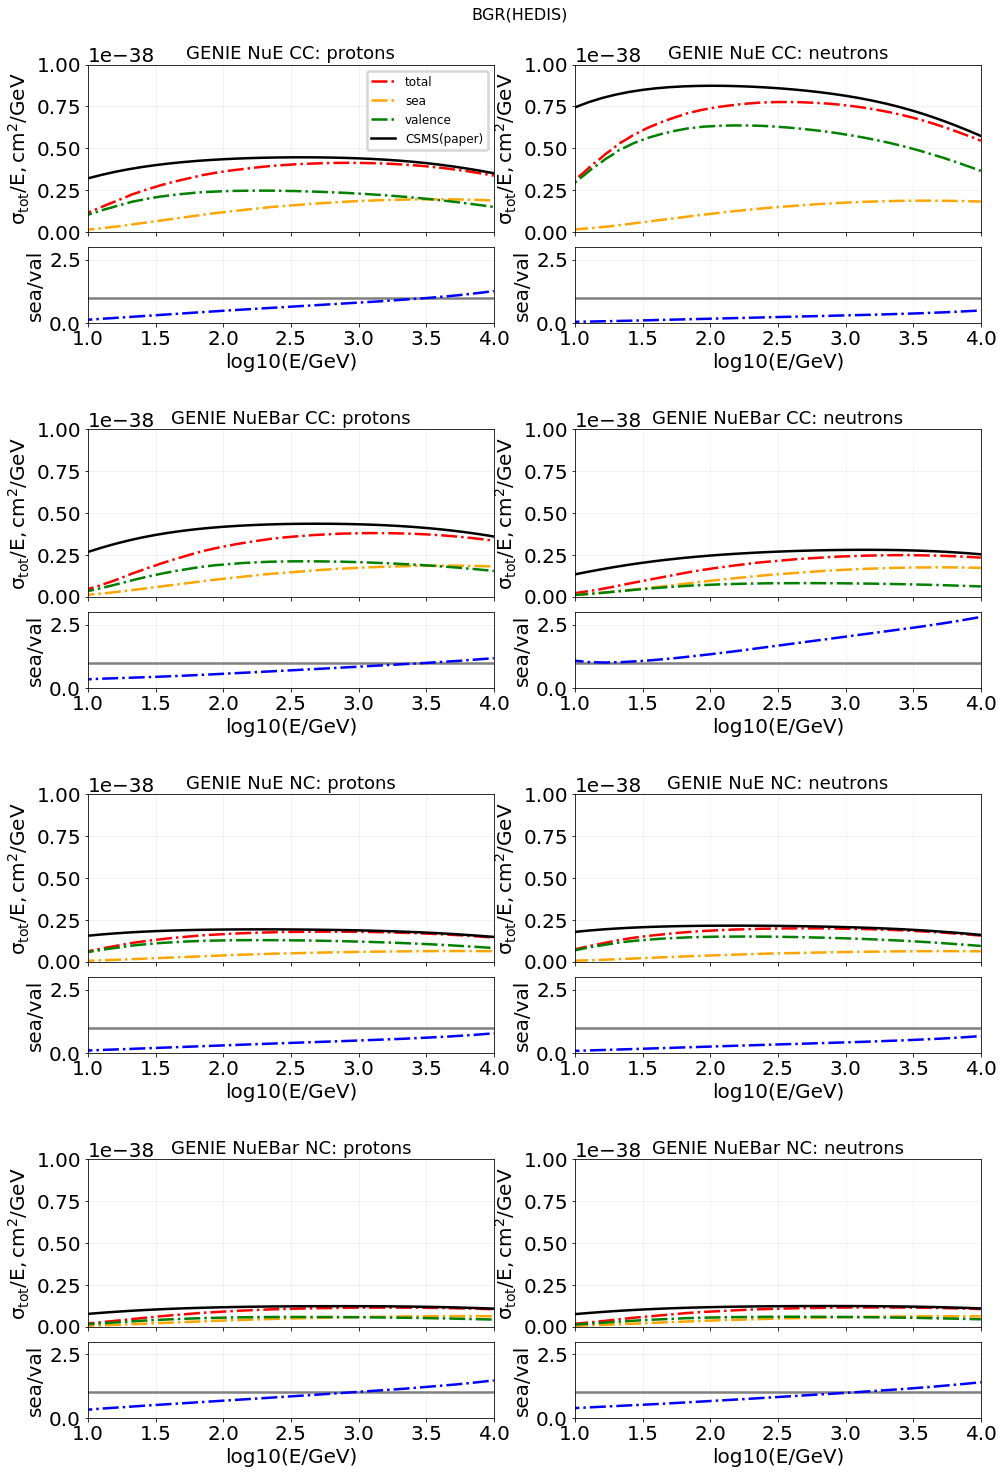 BGR(HEDIS)
GENIE NuE CC: protons
1e−38
σtot/E, cm²/GeV
1.00
0.75
0.50
0.25
0.00
total
sea
valence
CSMS(paper)
sea/val
2.5
0.0
1.0 1.5 2.0 2.5 3.0 3.5 4.0
log10(E/GeV)
GENIE NuE CC: neutrons
1e−38
σtot/E, cm²/GeV
1.00
0.75
0.50
0.25
0.00
sea/val
2.5
0.0
1.0 1.5 2.0 2.5 3.0 3.5 4.0
log10(E/GeV)
GENIE NuEBar CC: protons
1e−38
σtot/E, cm²/GeV
1.00
0.75
0.50
0.25
0.00
sea/val
2.5
0.0
1.0 1.5 2.0 2.5 3.0 3.5 4.0
log10(E/GeV)
GENIE NuEBar CC: neutrons
1e−38
σtot/E, cm²/GeV
1.00
0.75
0.50
0.25
0.00
sea/val
2.5
0.0
1.0 1.5 2.0 2.5 3.0 3.5 4.0
log10(E/GeV)
GENIE NuE NC: protons
1e−38
σtot/E, cm²/GeV
1.00
0.75
0.50
0.25
0.00
sea/val
2.5
0.0
1.0 1.5 2.0 2.5 3.0 3.5 4.0
log10(E/GeV)
GENIE NuE NC: neutrons
1e−38
σtot/E, cm²/GeV
1.00
0.75
0.50
0.25
0.00
sea/val
2.5
0.0
1.0 1.5 2.0 2.5 3.0 3.5 4.0
log10(E/GeV)
GENIE NuEBar NC: protons
1e−38
σtot/E, cm²/GeV
1.00
0.75
0.50
0.25
0.00
sea/val
2.5
0.0
1.0 1.5 2.0 2.5 3.0 3.5 4.0
log10(E/GeV)
GENIE NuEBar NC: neutrons
1e−38
σtot/E, cm²/GeV
1.00
0.75
0.50
0.25
0.00
sea/val
2.5
0.0
1.0 1.5 2.0 2.5 3.0 3.5 4.0
log10(E/GeV)